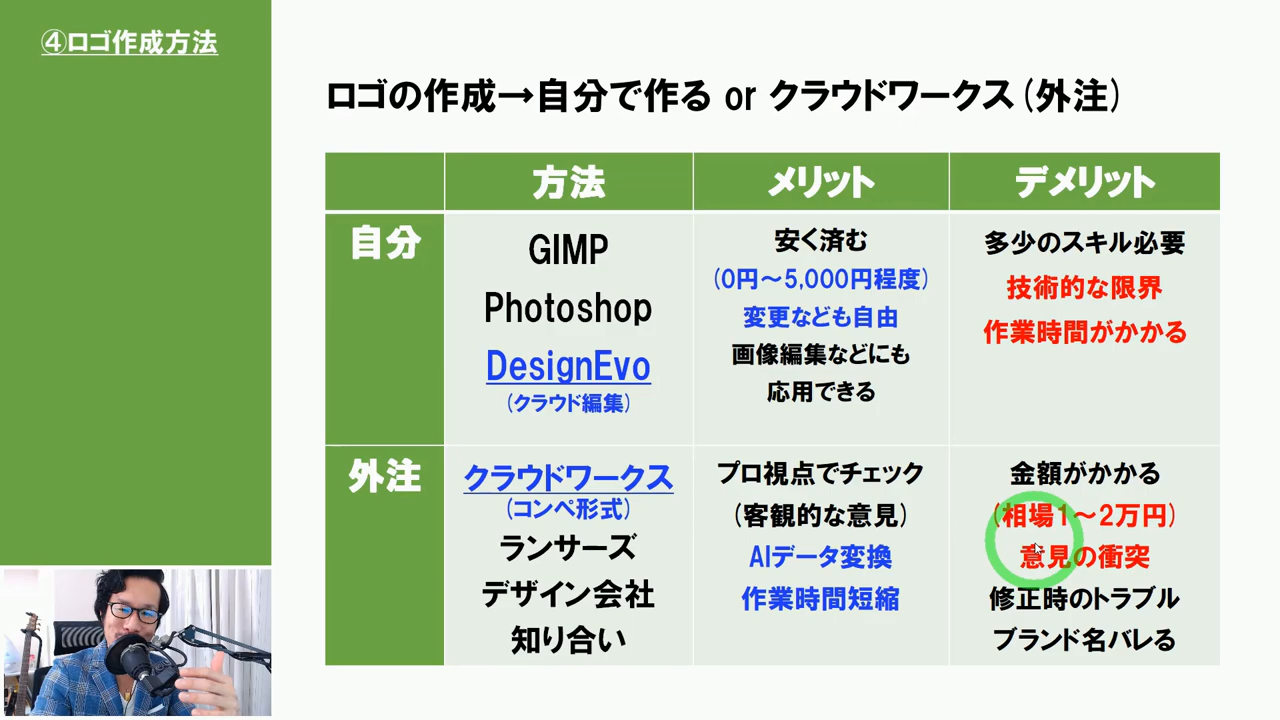 ④ロゴ作成方法
ロゴの作成→自分で作る or クラウドワークス(外注)
方法
メリット
デメリット
自分
GIMP
Photoshop
DesignEvo
(クラウド編集)
安く済む
(0円～5,000円程度)
変更なども自由
画像編集などにも
応用できる
多少のスキル必要
技術的な限界
作業時間がかかる
外注
クラウドワークス
(コンペ形式)
ランサーズ
デザイン会社
知り合い
プロ視点でチェック
(客観的な意見)
AIデータ変換
作業時間短縮
金額がかかる
(相場1～2万円)
意見の衝突
修正時のトラブル
ブランド名バレる